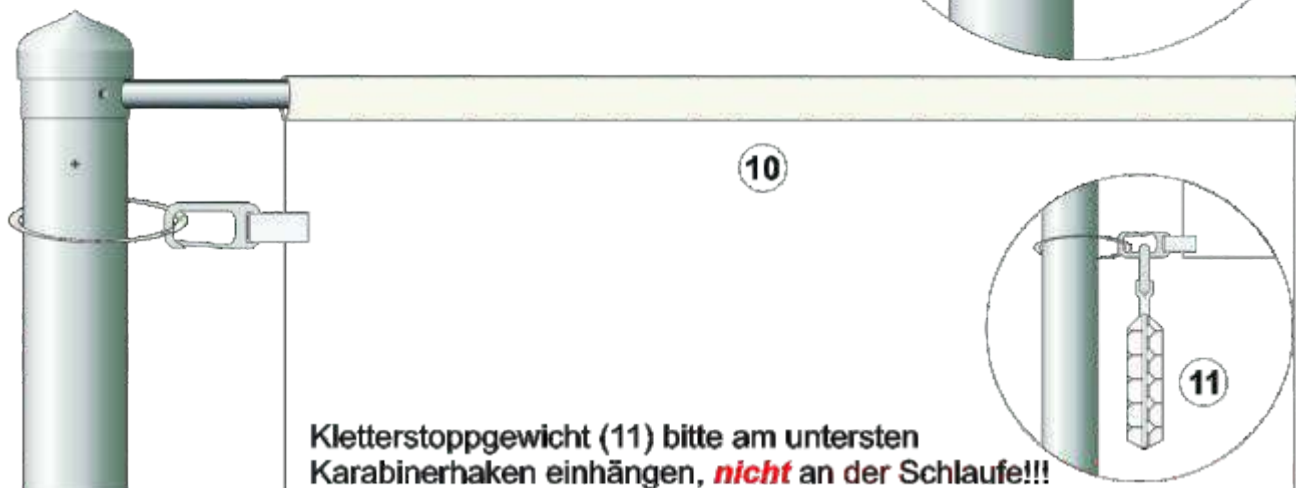 10
11
Kletterstoppgewicht (11) bitte am untersten
Karabinerhaken einhängen, nicht an der Schlaufe!!!